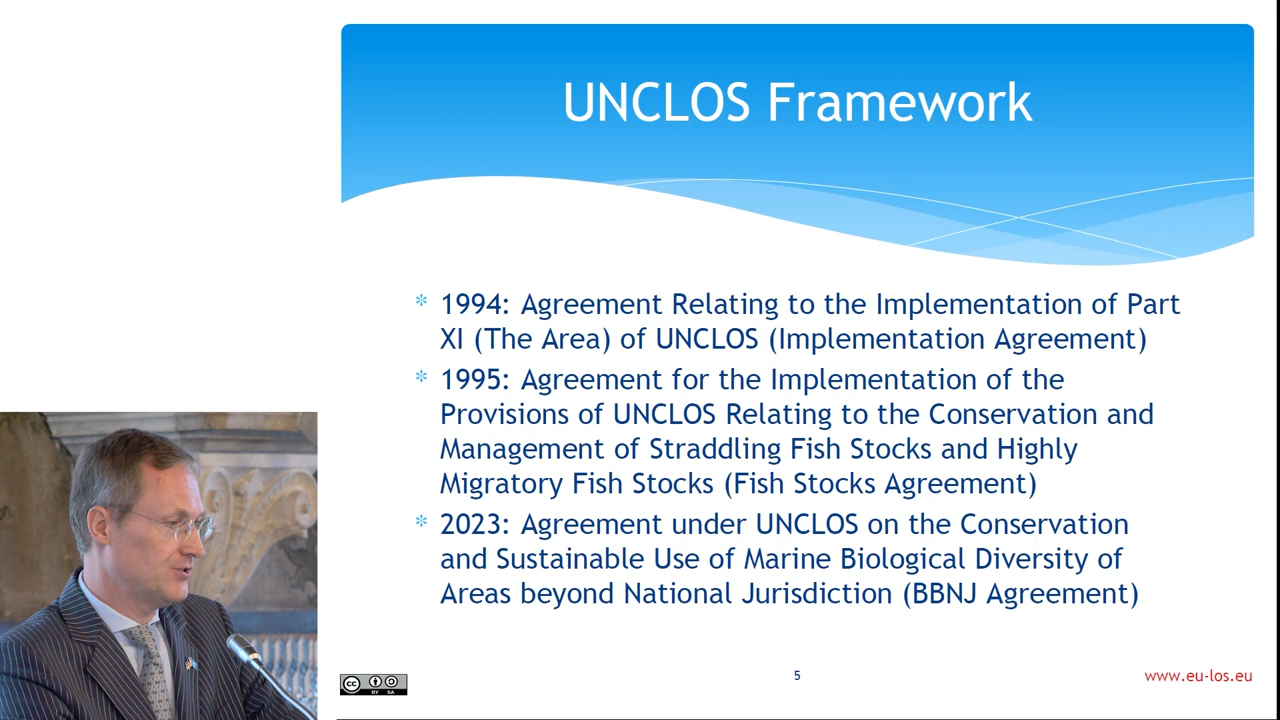 UNCLOS Framework
* 1994: Agreement Relating to the Implementation of Part
XI (The Area) of UNCLOS (Implementation Agreement)
* 1995: Agreement for the Implementation of the
Provisions of UNCLOS Relating to the Conservation and
Management of Straddling Fish Stocks and Highly
Migratory Fish Stocks (Fish Stocks Agreement)
* 2023: Agreement under UNCLOS on the Conservation
and Sustainable Use of Marine Biological Diversity of
Areas beyond National Jurisdiction (BBNJ Agreement)
cc BY SA
5
www.eu-los.eu